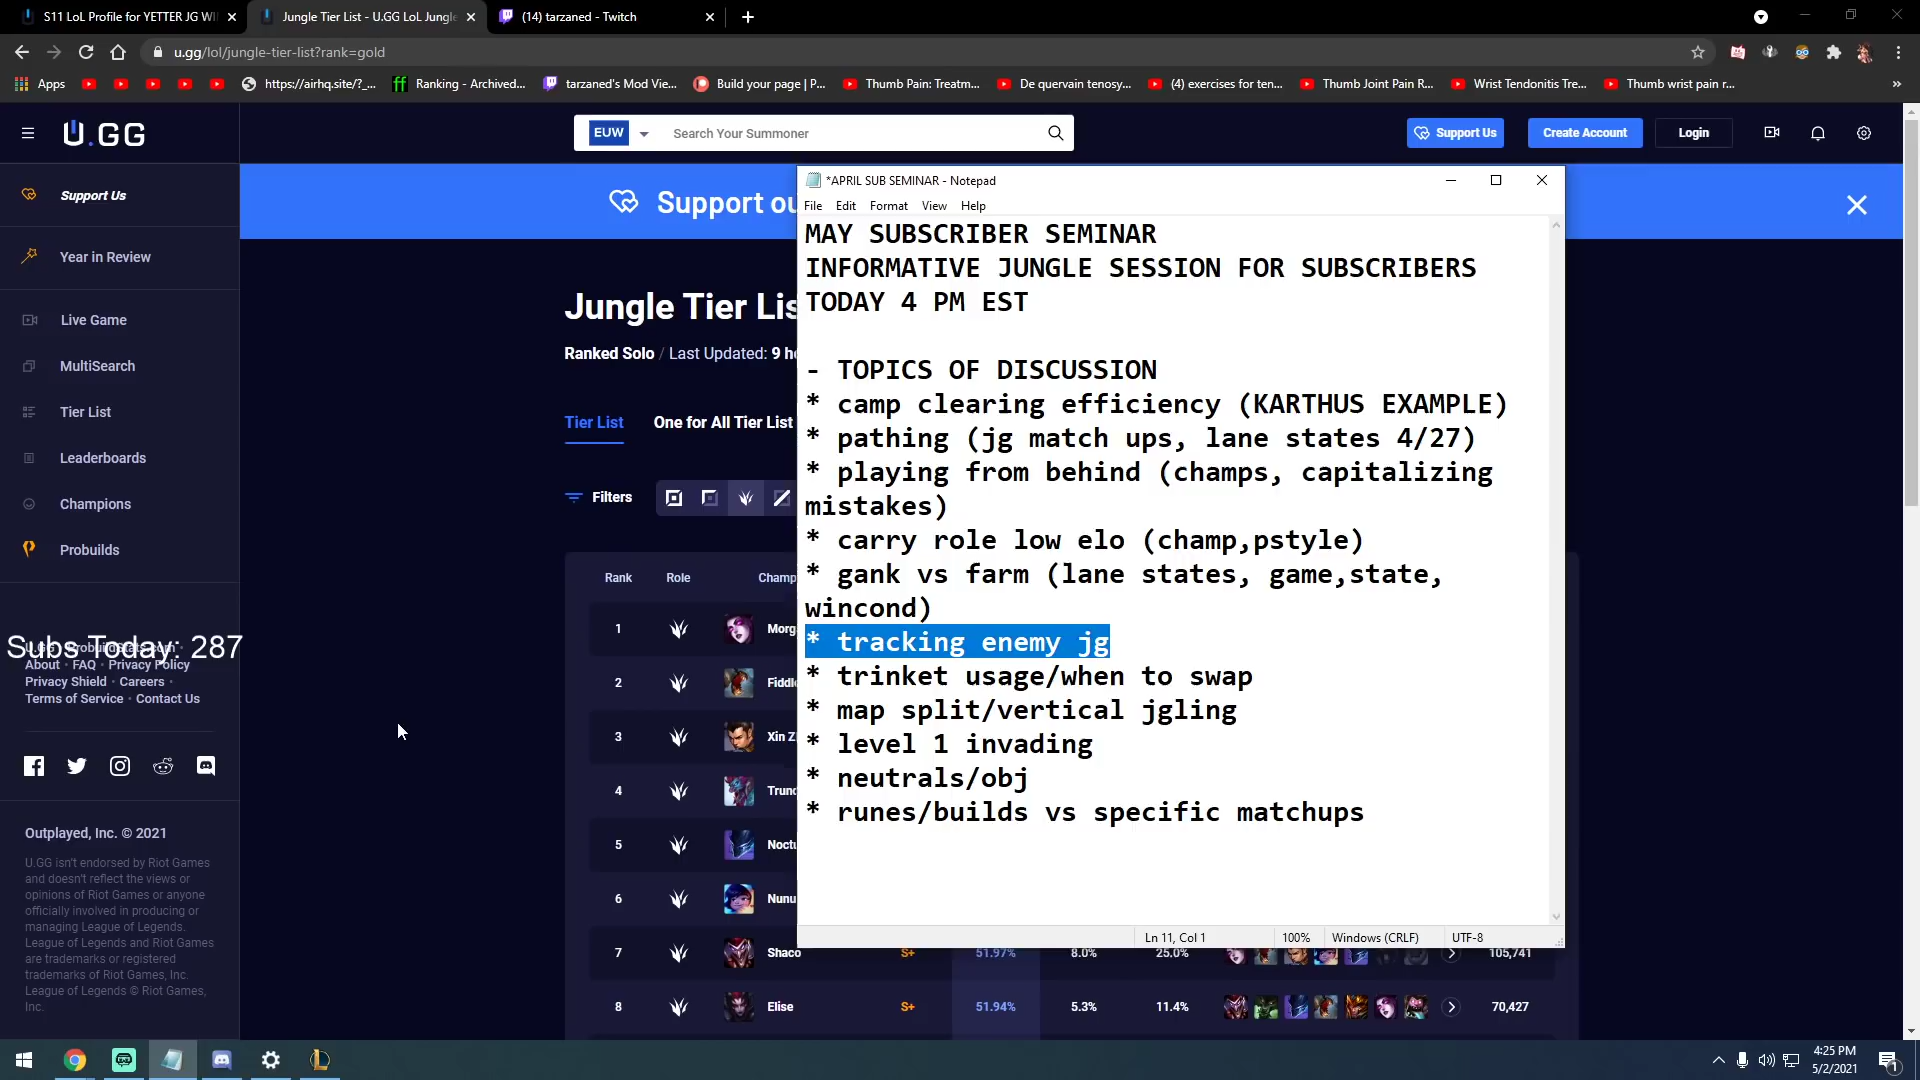 S11 LoL Profile for YETTER JG WI
Jungle Tier List - U.GG LoL Jungle
(14) tarzaned - Twitch
u.gg/lol/jungle-tier-list?rank=gold
Apps
https://airhq.site/?_...
ff
Ranking - Archived...
tarzaned's Mod Vie...
Build your page | P...
Thumb Pain: Treatm...
De quervain tenosy...
(4) exercises for ten...
Thumb Joint Pain R...
Wrist Tendonitis Tre...
Thumb wrist pain r...
U.GG
EUW
Search Your Summoner
Support Us
Create Account
Login
Support Us
Year in Review
Live Game
MultiSearch
Tier List
Leaderboards
Champions
Probuilds
Subs Today: 287
About · FAQ · Privacy Policy
Privacy Shield · Careers ·
Terms of Service · Contact Us
Outplayed, Inc. © 2021
U.GG isn't endorsed by Riot Games
and doesn't reflect the views or
opinions of Riot Games or anyone
officially involved in producing or
managing League of Legends.
League of Legends and Riot Games
are trademarks or registered
trademarks of Riot Games, Inc.
League of Legends © Riot Games,
Inc.
Support ou
Jungle Tier Lis
Ranked Solo / Last Updated: 9 h
Tier List
One for All Tier List
Filters
Rank Role Champ
1 Morg
2 Fiddl
3 Xin Z
4 Trund
5 Noctu
6 Nunu
7 Shaco S+ 51.97% 8.0% 25.0% 105,741
8 Elise S+ 51.94% 5.3% 11.4% 70,427
*APRIL SUB SEMINAR - Notepad
File Edit Format View Help
MAY SUBSCRIBER SEMINAR
INFORMATIVE JUNGLE SESSION FOR SUBSCRIBERS
TODAY 4 PM EST
- TOPICS OF DISCUSSION
* camp clearing efficiency (KARTHUS EXAMPLE)
* pathing (jg match ups, lane states 4/27)
* playing from behind (champs, capitalizing
mistakes)
* carry role low elo (champ,pstyle)
* gank vs farm (lane states, game,state,
wincond)
* tracking enemy jg
* trinket usage/when to swap
* map split/vertical jgling
* level 1 invading
* neutrals/obj
* runes/builds vs specific matchups
Ln 11, Col 1
100%
Windows (CRLF)
UTF-8
4:25 PM
5/2/2021
1